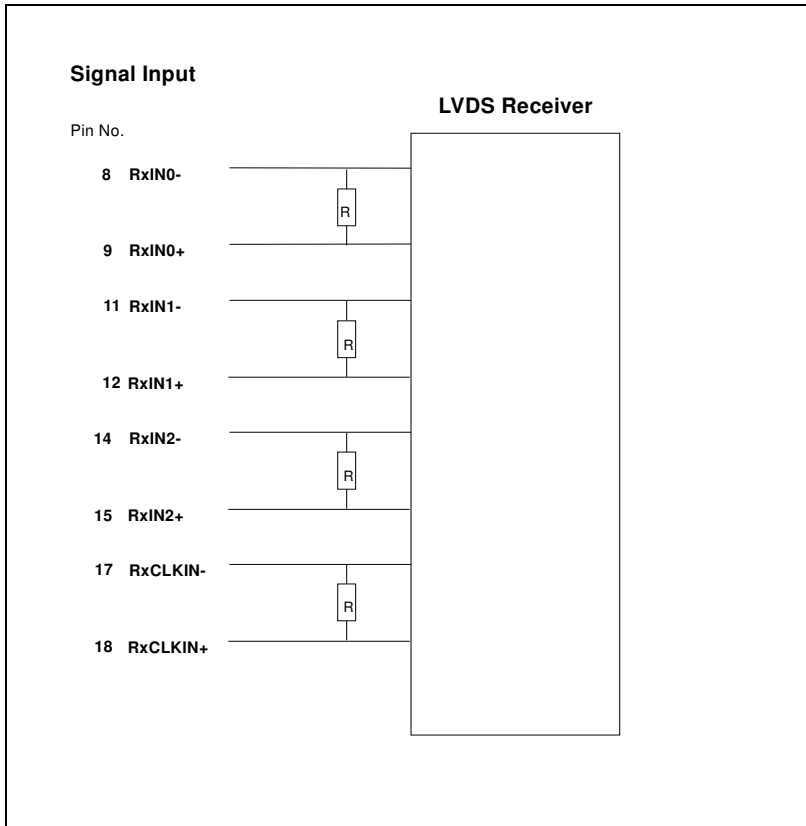 Signal Input
LVDS Receiver
Pin No.
8 RxIN0-
R
9 RxIN0+
11 RxIN1-
R
12 RxIN1+
14 RxIN2-
R
15 RxIN2+
17 RxCLKIN-
R
18 RxCLKIN+